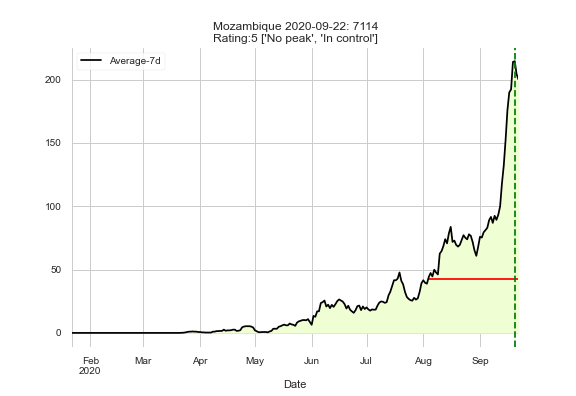 Mozambique 2020-09-22: 7114
Rating:5 ['No peak', 'In control']
Average-7d
200
150
100
50
0
Feb Mar Apr May Jun Jul Aug Sep
2020
Date